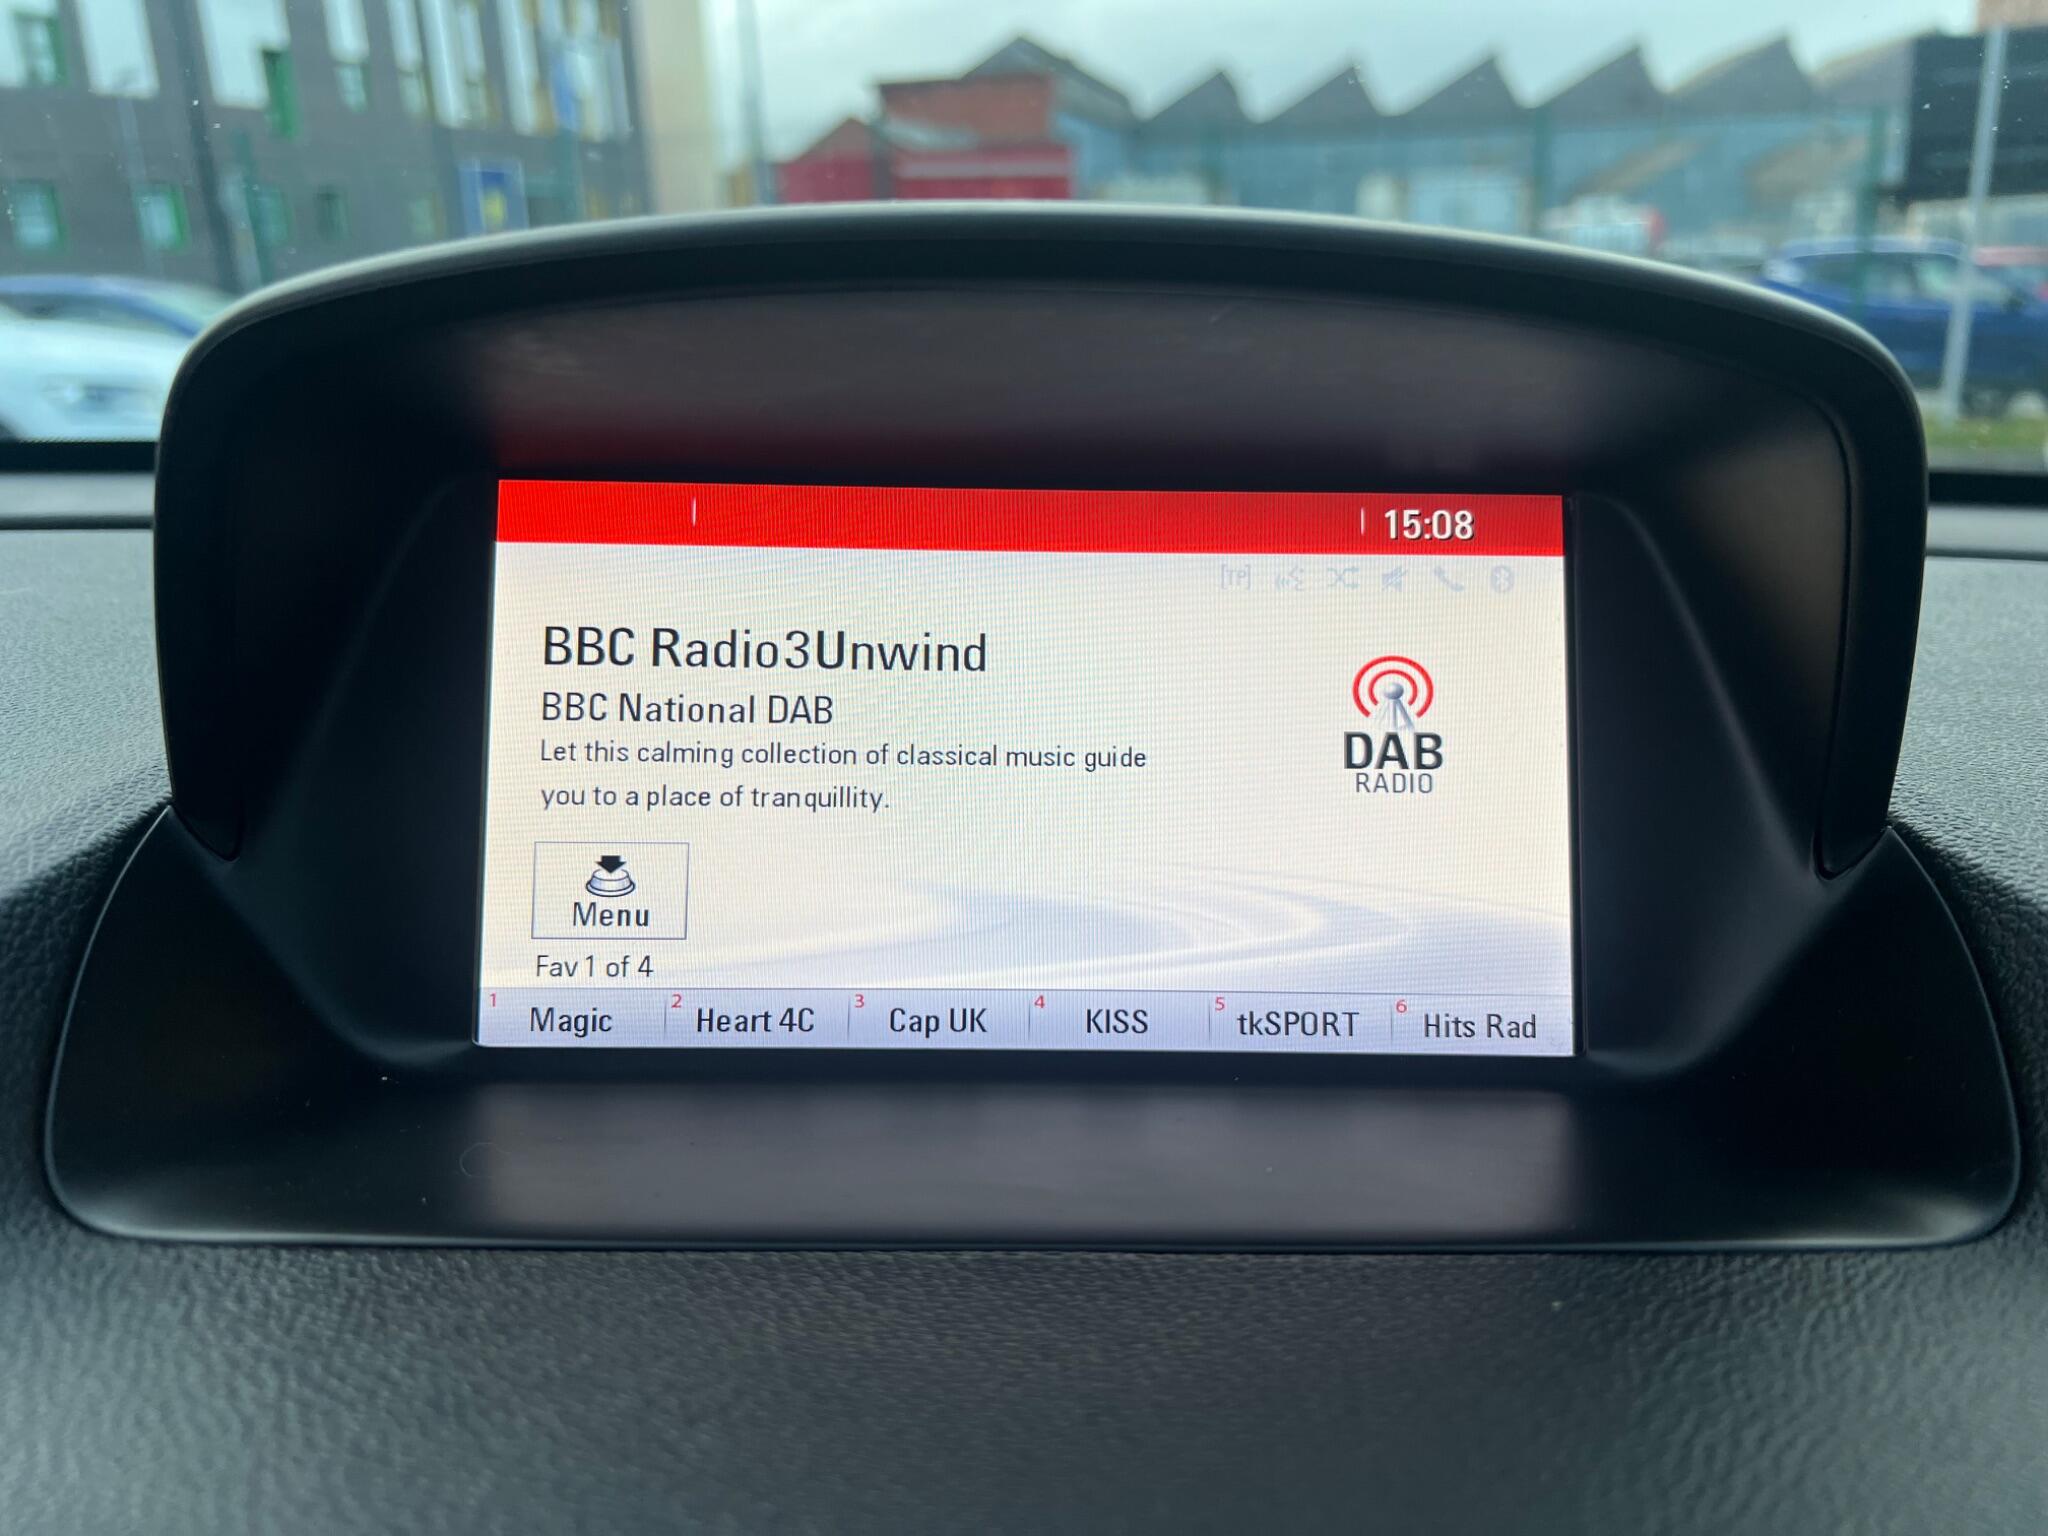 15:08
[TP]
BBC Radio3Unwind
BBC National DAB
Let this calming collection of classical music guide
you to a place of tranquillity.
DAB
RADIO
Menu
Fav 1 of 4
1 Magic 2 Heart 4C 3 Cap UK 4 KISS 5 tkSPORT 6 Hits Rad